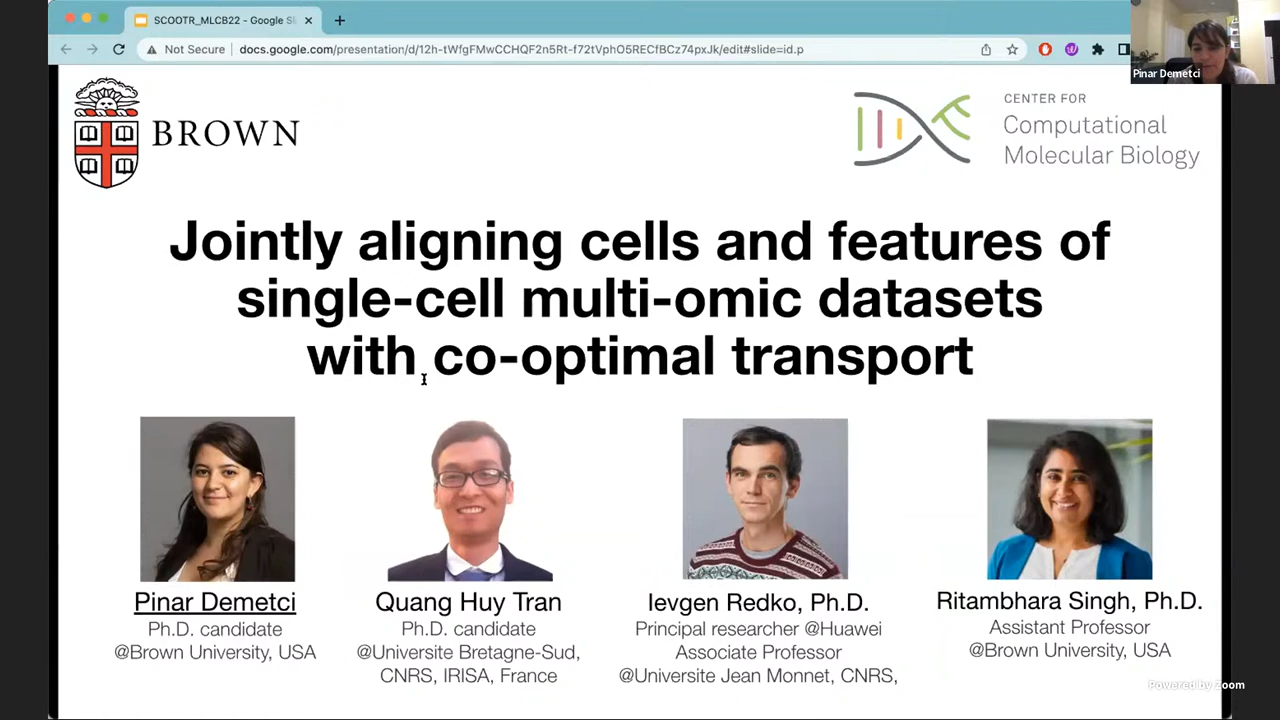 SCOOTR_MLCB22 - Google Sl
Not Secure
docs.google.com/presentation/d/12h-tWfgFMwCCHQF2n5Rt-f72tVphO5RECfBCz74pxJk/edit#slide=id.p
Pinar Demetci
BROWN
CENTER FOR
Computational
Molecular Biology
Jointly aligning cells and features of
single-cell multi-omic datasets
with co-optimal transport
Pinar Demetci
Ph.D. candidate
@Brown University, USA
Quang Huy Tran
Ph.D. candidate
@Universite Bretagne-Sud,
CNRS, IRISA, France
Ievgen Redko, Ph.D.
Principal researcher @Huawei
Associate Professor
@Universite Jean Monnet, CNRS,
Ritambhara Singh, Ph.D.
Assistant Professor
@Brown University, USA
Powered by Zoom